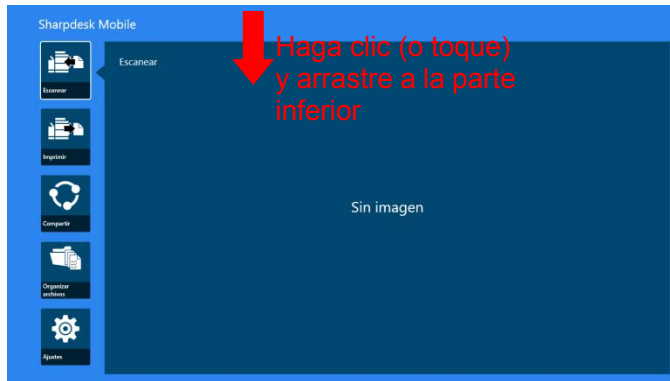 Sharpdesk Mobile
Escanear
Escanear
Haga clic (o toque)
y arrastre a la parte
inferior
Imprimir
Sin imagen
Compartir
Organizar
archivos
Ajustes